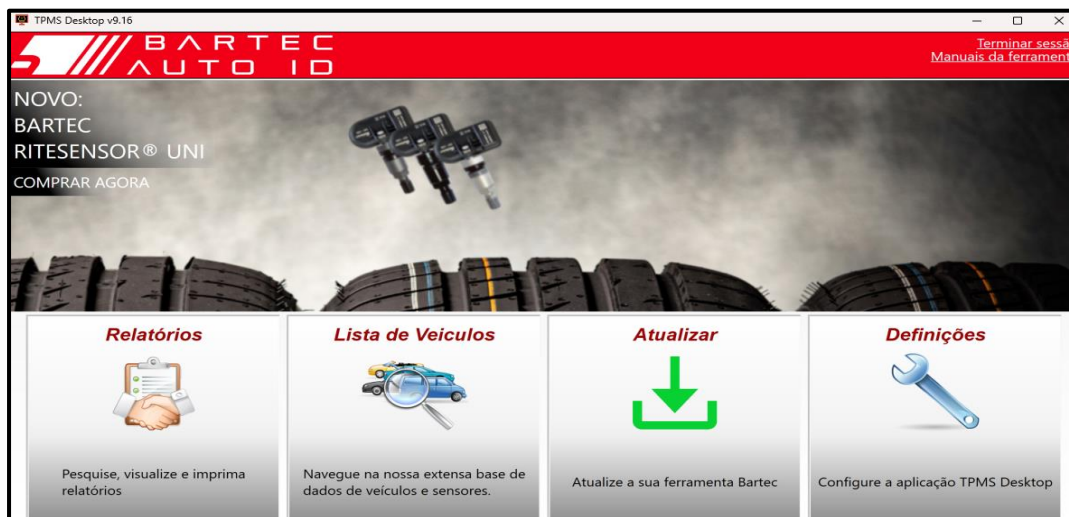 TPMS Desktop v9.16
BARTEC
AUTO ID
Terminar sessã
Manuais da ferrament
NOVO:
BARTEC
RITESENSOR® UNI
COMPRAR AGORA
Relatórios
Pesquise, visualize e imprima
relatórios
Lista de Veiculos
Navegue na nossa extensa base de
dados de veículos e sensores.
Atualizar
Atualize a sua ferramenta Bartec
Definições
Configure a aplicação TPMS Desktop